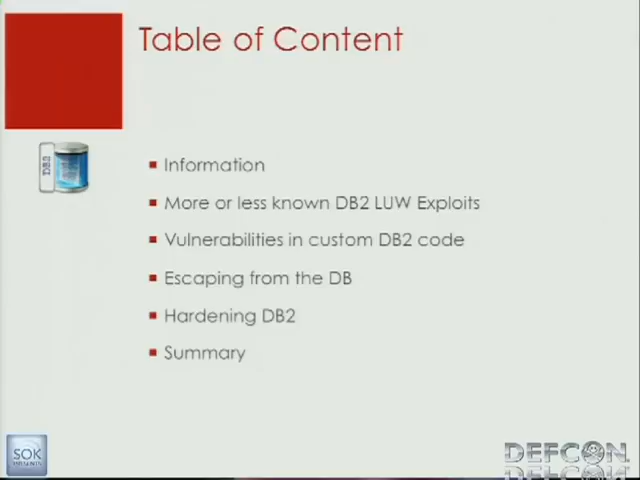 Table of Content
DB2
Information
More or less known DB2 LUW Exploits
Vulnerabilities in custom DB2 code
Escaping from the DB
Hardening DB2
Summary
SOK
DEFCON